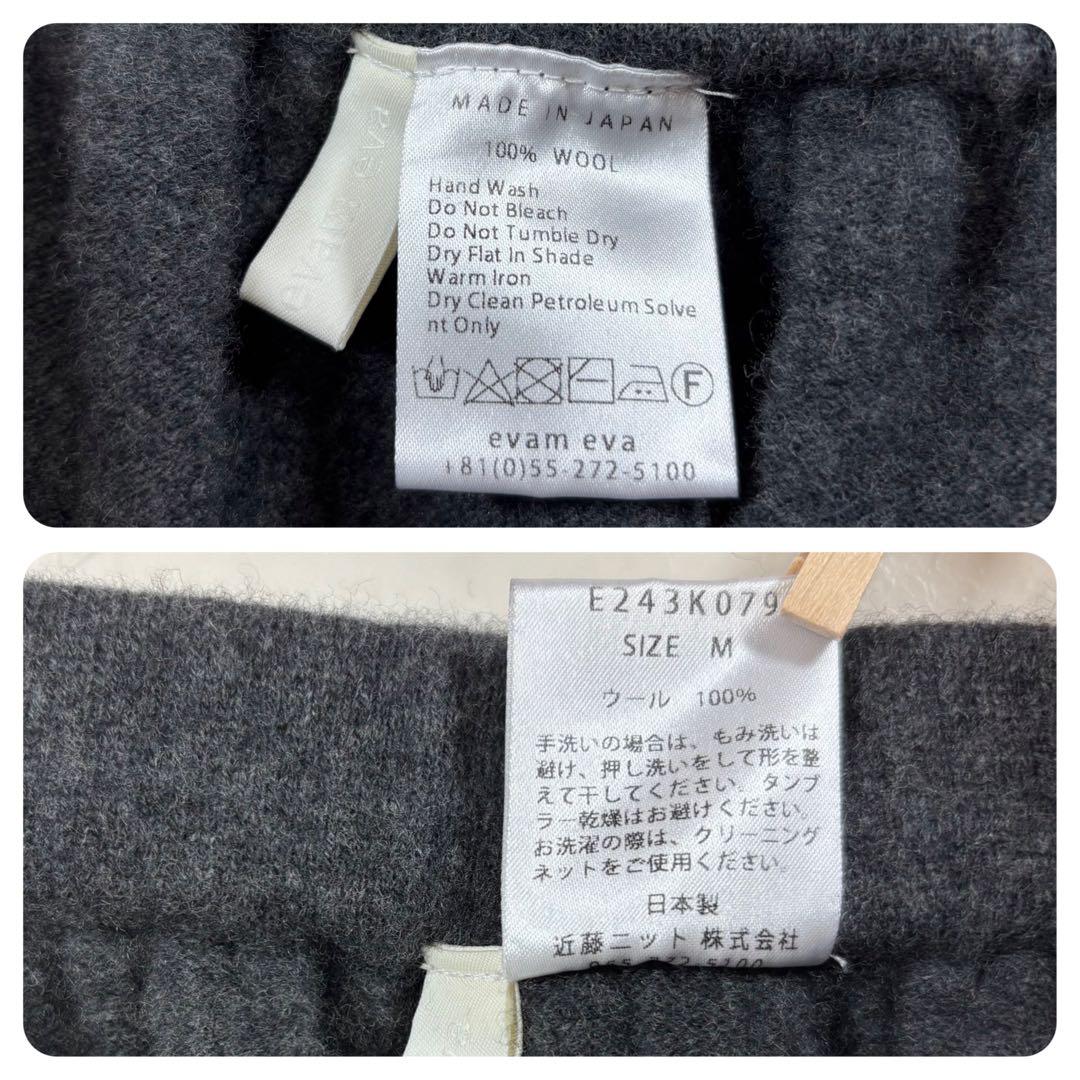 evam eva
MADE IN JAPAN
100% WOOL
Hand Wash
Do Not Bleach
Do Not Tumble Dry
Dry Flat In Shade
Warm Iron
Dry Clean Petroleum Solve
nt Only
F
evam eva
+81(0)55-272-5100
E243K079
SIZE M
ウール 100%
手洗いの場合は、もみ洗いは
避け、押し洗いをして形を整
えて干してください。タンブ
ラー乾燥はお避けください。
お洗濯の際は、クリーニング
ネットをご使用ください。
日本製
近藤ニット 株式会社
055-272-5100